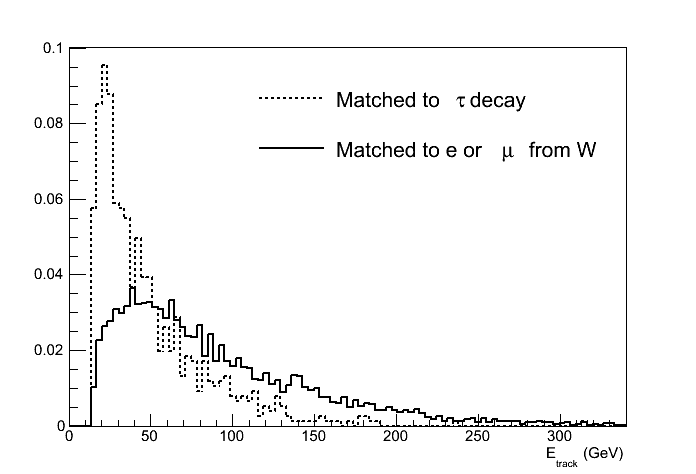 0.1
Matched to τ decay
0.08
Matched to e or μ from W
0.06
0.04
0.02
0
0 50 100 150 200 250 300
E track (GeV)